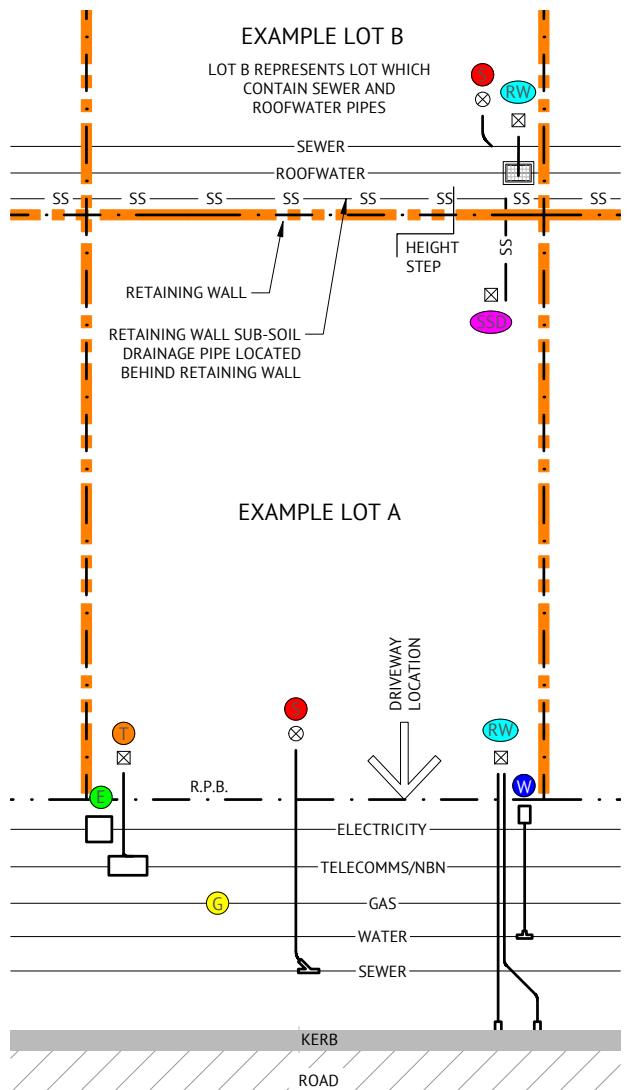 EXAMPLE LOT B
LOT B REPRESENTS LOT WHICH
CONTAIN SEWER AND
ROOFWATER PIPES
S
RW
SEWER
ROOFWATER
SS SS SS SS SS SS SS SS
HEIGHT
STEP
SS
RETAINING WALL
SSD
RETAINING WALL SUB-SOIL
DRAINAGE PIPE LOCATED
BEHIND RETAINING WALL
EXAMPLE LOT A
DRIVEWAY
LOCATION
S
T
RW
E
R.P.B.
W
ELECTRICITY
TELECOMMS/NBN
G
GAS
WATER
SEWER
KERB
ROAD